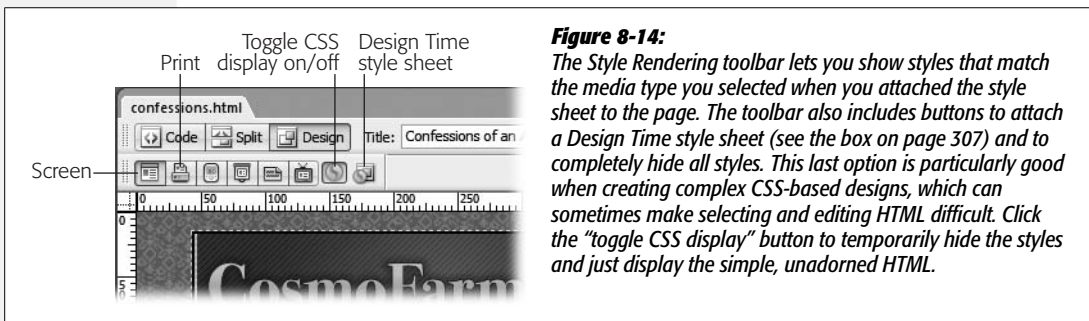 Toggle CSS
display on/off
Design Time
style sheet
Print
Screen
confessions.html
Code Split Design Title: Confessions of an
0 50 100 150 200 250
0
5
CosmoFarm
Figure 8-14:
The Style Rendering toolbar lets you show styles that match
the media type you selected when you attached the style
sheet to the page. The toolbar also includes buttons to attach
a Design Time style sheet (see the box on page 307) and to
completely hide all styles. This last option is particularly good
when creating complex CSS-based designs, which can
sometimes make selecting and editing HTML difficult. Click
the “toggle CSS display” button to temporarily hide the styles
and just display the simple, unadorned HTML.